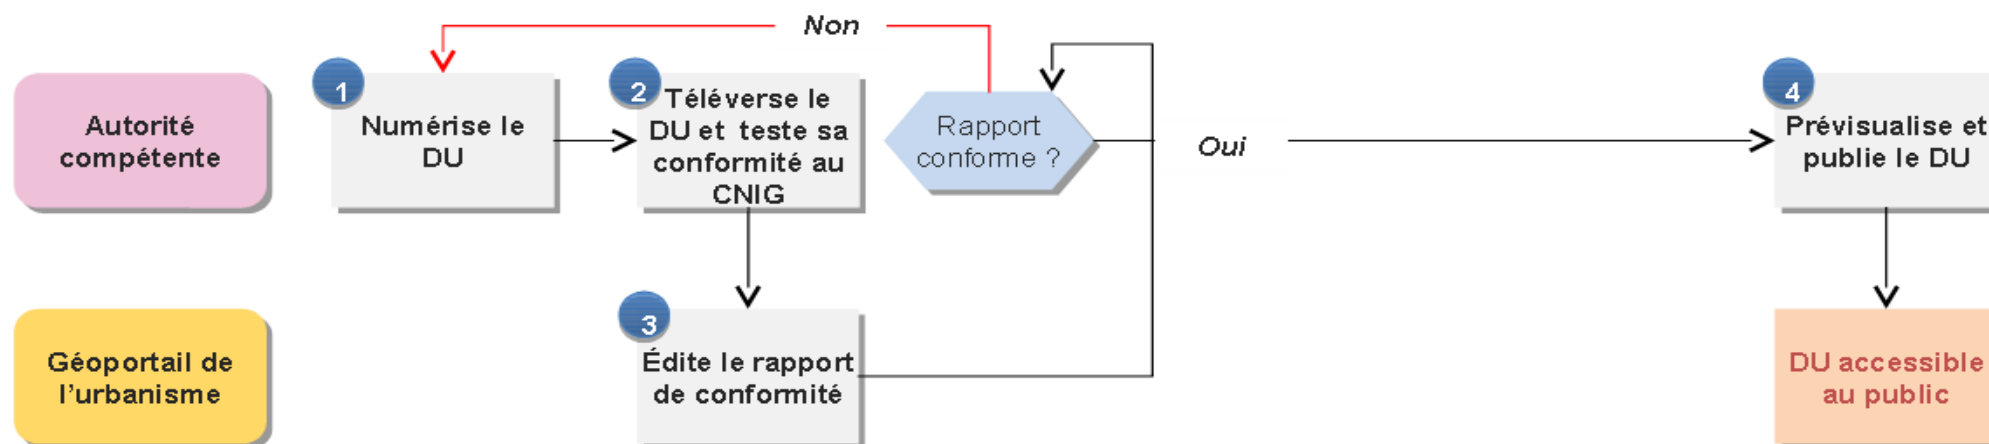 Non
Autorité
compétente
1
Numérise le
DU
2
Téléverse le
DU et teste sa
conformité au
CNIG
Rapport
conforme ?
Oui
4
Prévisualise et
publie le DU
Géoportail de
l'urbanisme
3
Édite le rapport
de conformité
DU accessible
au public